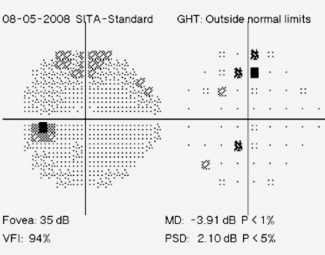 08-05-2008 SITA-Standard GHT: Outside normal limits
Fovea: 35 dB MD: -3.91 dB P < 1%
VFI: 94% PSD: 2.10 dB P < 5%